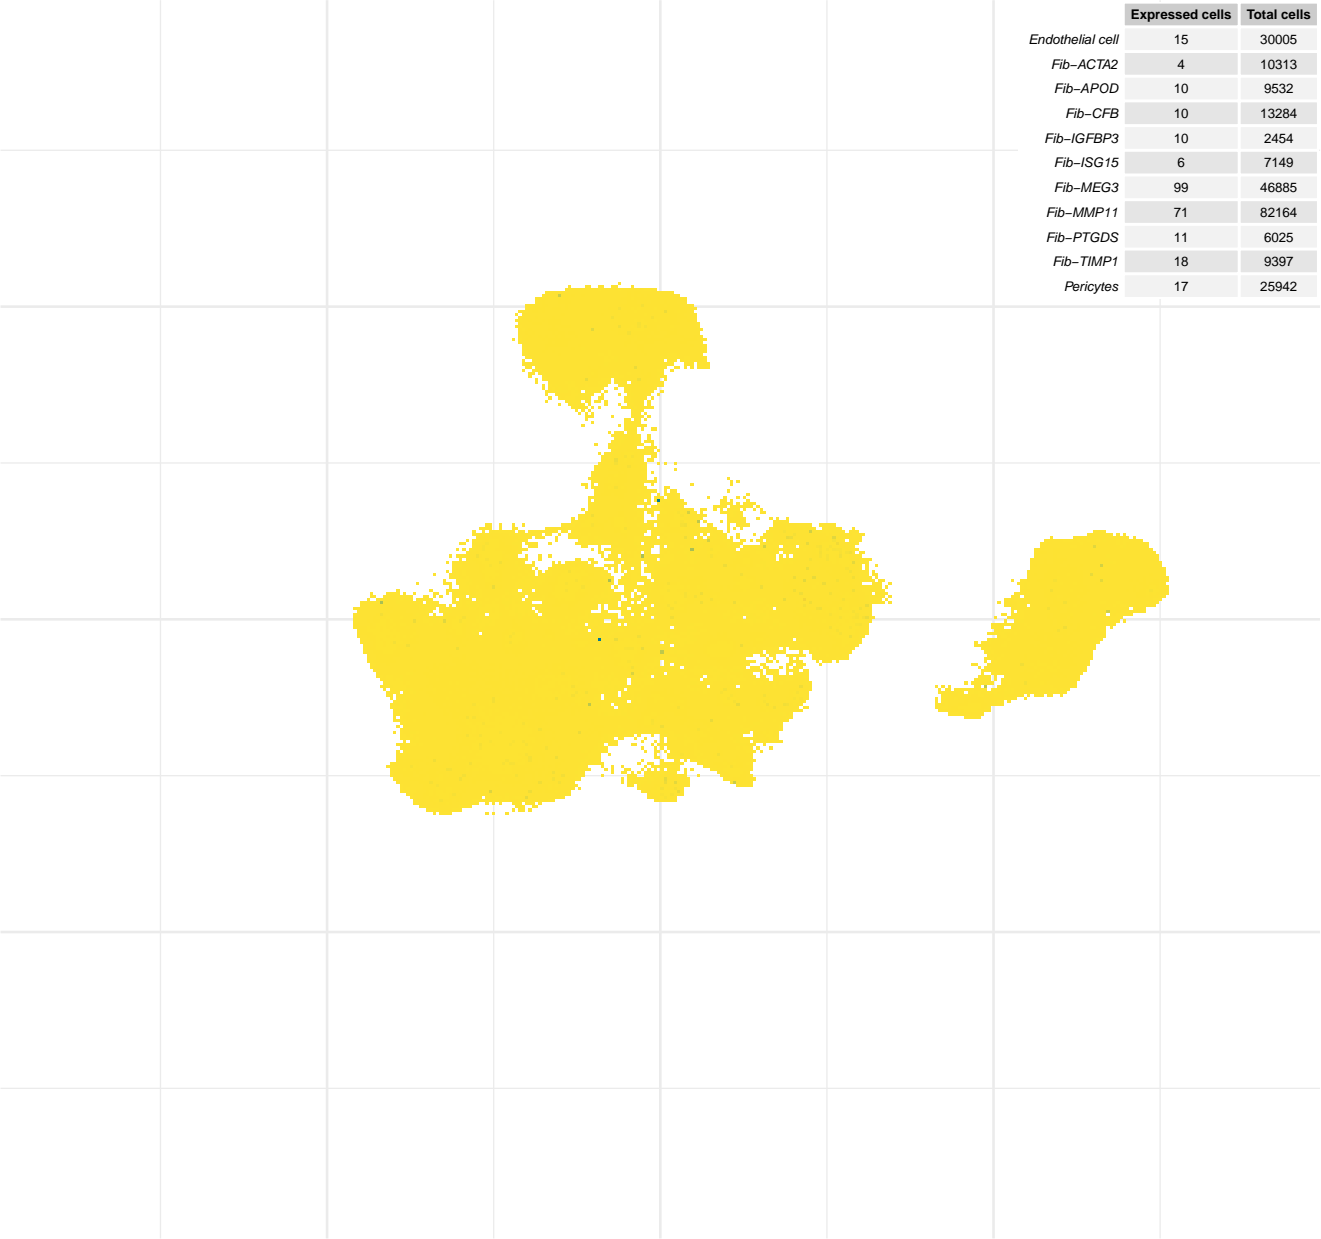 Expressed cells Total cells
Endothelial cell 15 30005
Fib−ACTA2 4 10313
Fib−APOD 10 9532
Fib−CFB 10 13284
Fib−IGFBP3 10 2454
Fib−ISG15 6 7149
Fib−MEG3 99 46885
Fib−MMP11 71 82164
Fib−PTGDS 11 6025
Fib−TIMP1 18 9397
Pericytes 17 25942